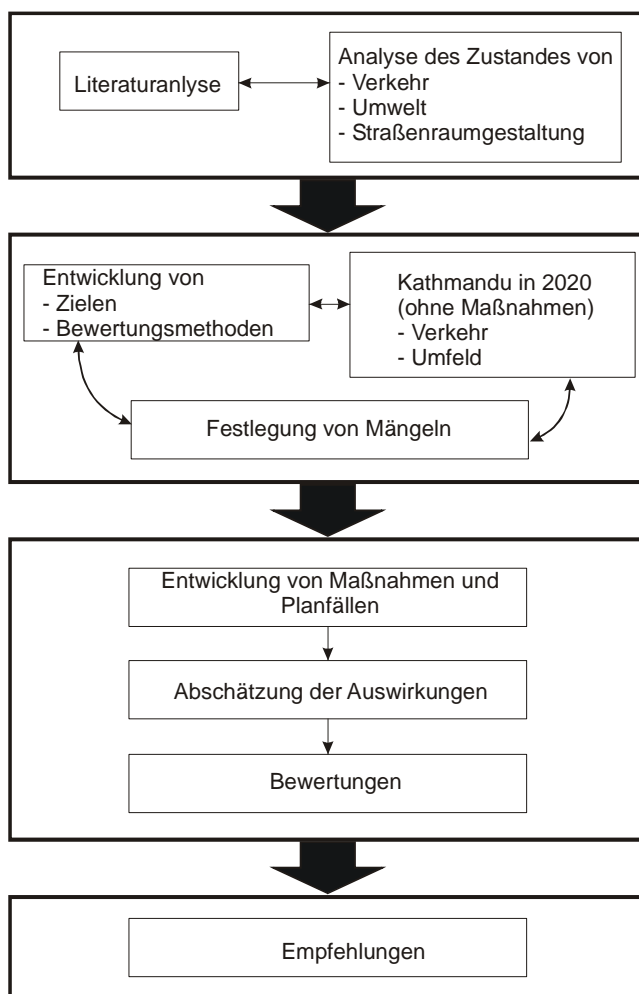 Literaturanlyse
Analyse des Zustandes von
- Verkehr
- Umwelt
- Straßenraumgestaltung
Entwicklung von
- Zielen
- Bewertungsmethoden
Kathmandu in 2020
(ohne Maßnahmen)
- Verkehr
- Umfeld
Festlegung von Mängeln
Entwicklung von Maßnahmen und
Planfällen
Abschätzung der Auswirkungen
Bewertungen
Empfehlungen